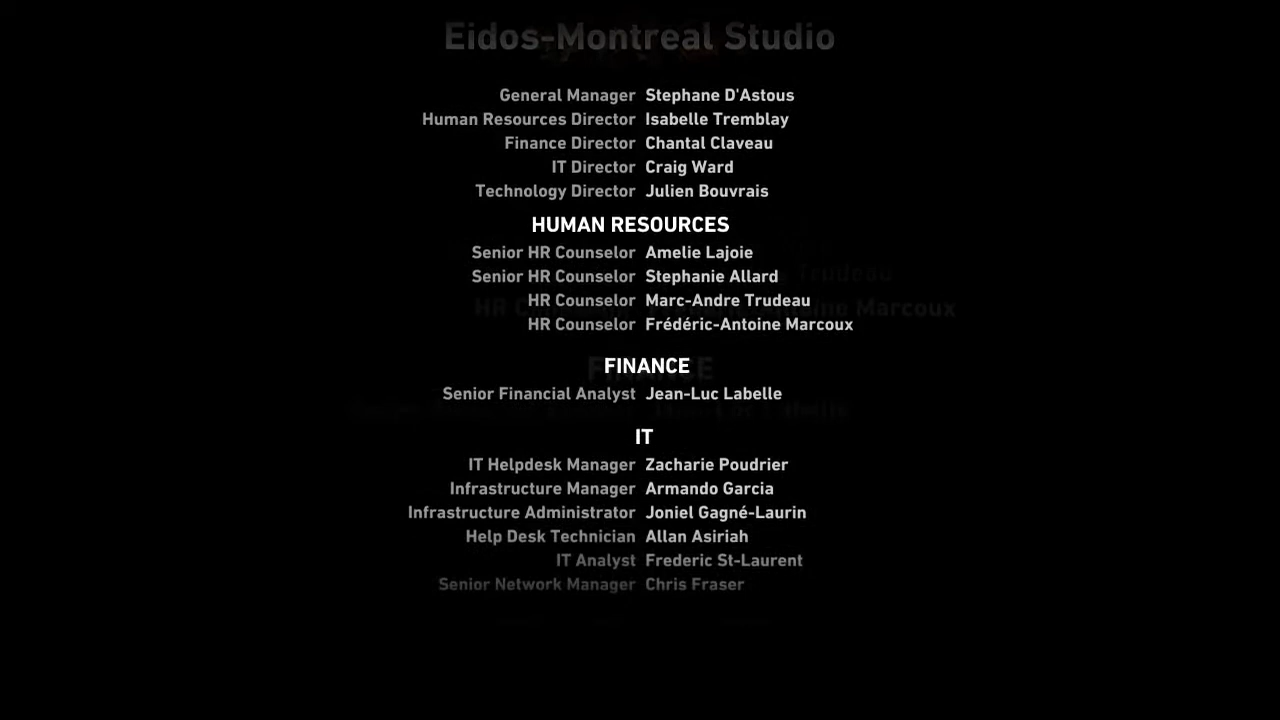 Eidos-Montreal Studio
General Manager Stephane D'Astous
Human Resources Director Isabelle Tremblay
Finance Director Chantal Claveau
IT Director Craig Ward
Technology Director Julien Bouvrais
HUMAN RESOURCES
Senior HR Counselor Amelie Lajoie
Senior HR Counselor Stephanie Allard
HR Counselor Marc-Andre Trudeau
HR Counselor Frédéric-Antoine Marcoux
FINANCE
Senior Financial Analyst Jean-Luc Labelle
IT
IT Helpdesk Manager Zacharie Poudrier
Infrastructure Manager Armando Garcia
Infrastructure Administrator Joniel Gagné-Laurin
Help Desk Technician Allan Asiriah
IT Analyst Frederic St-Laurent
Senior Network Manager Chris Fraser